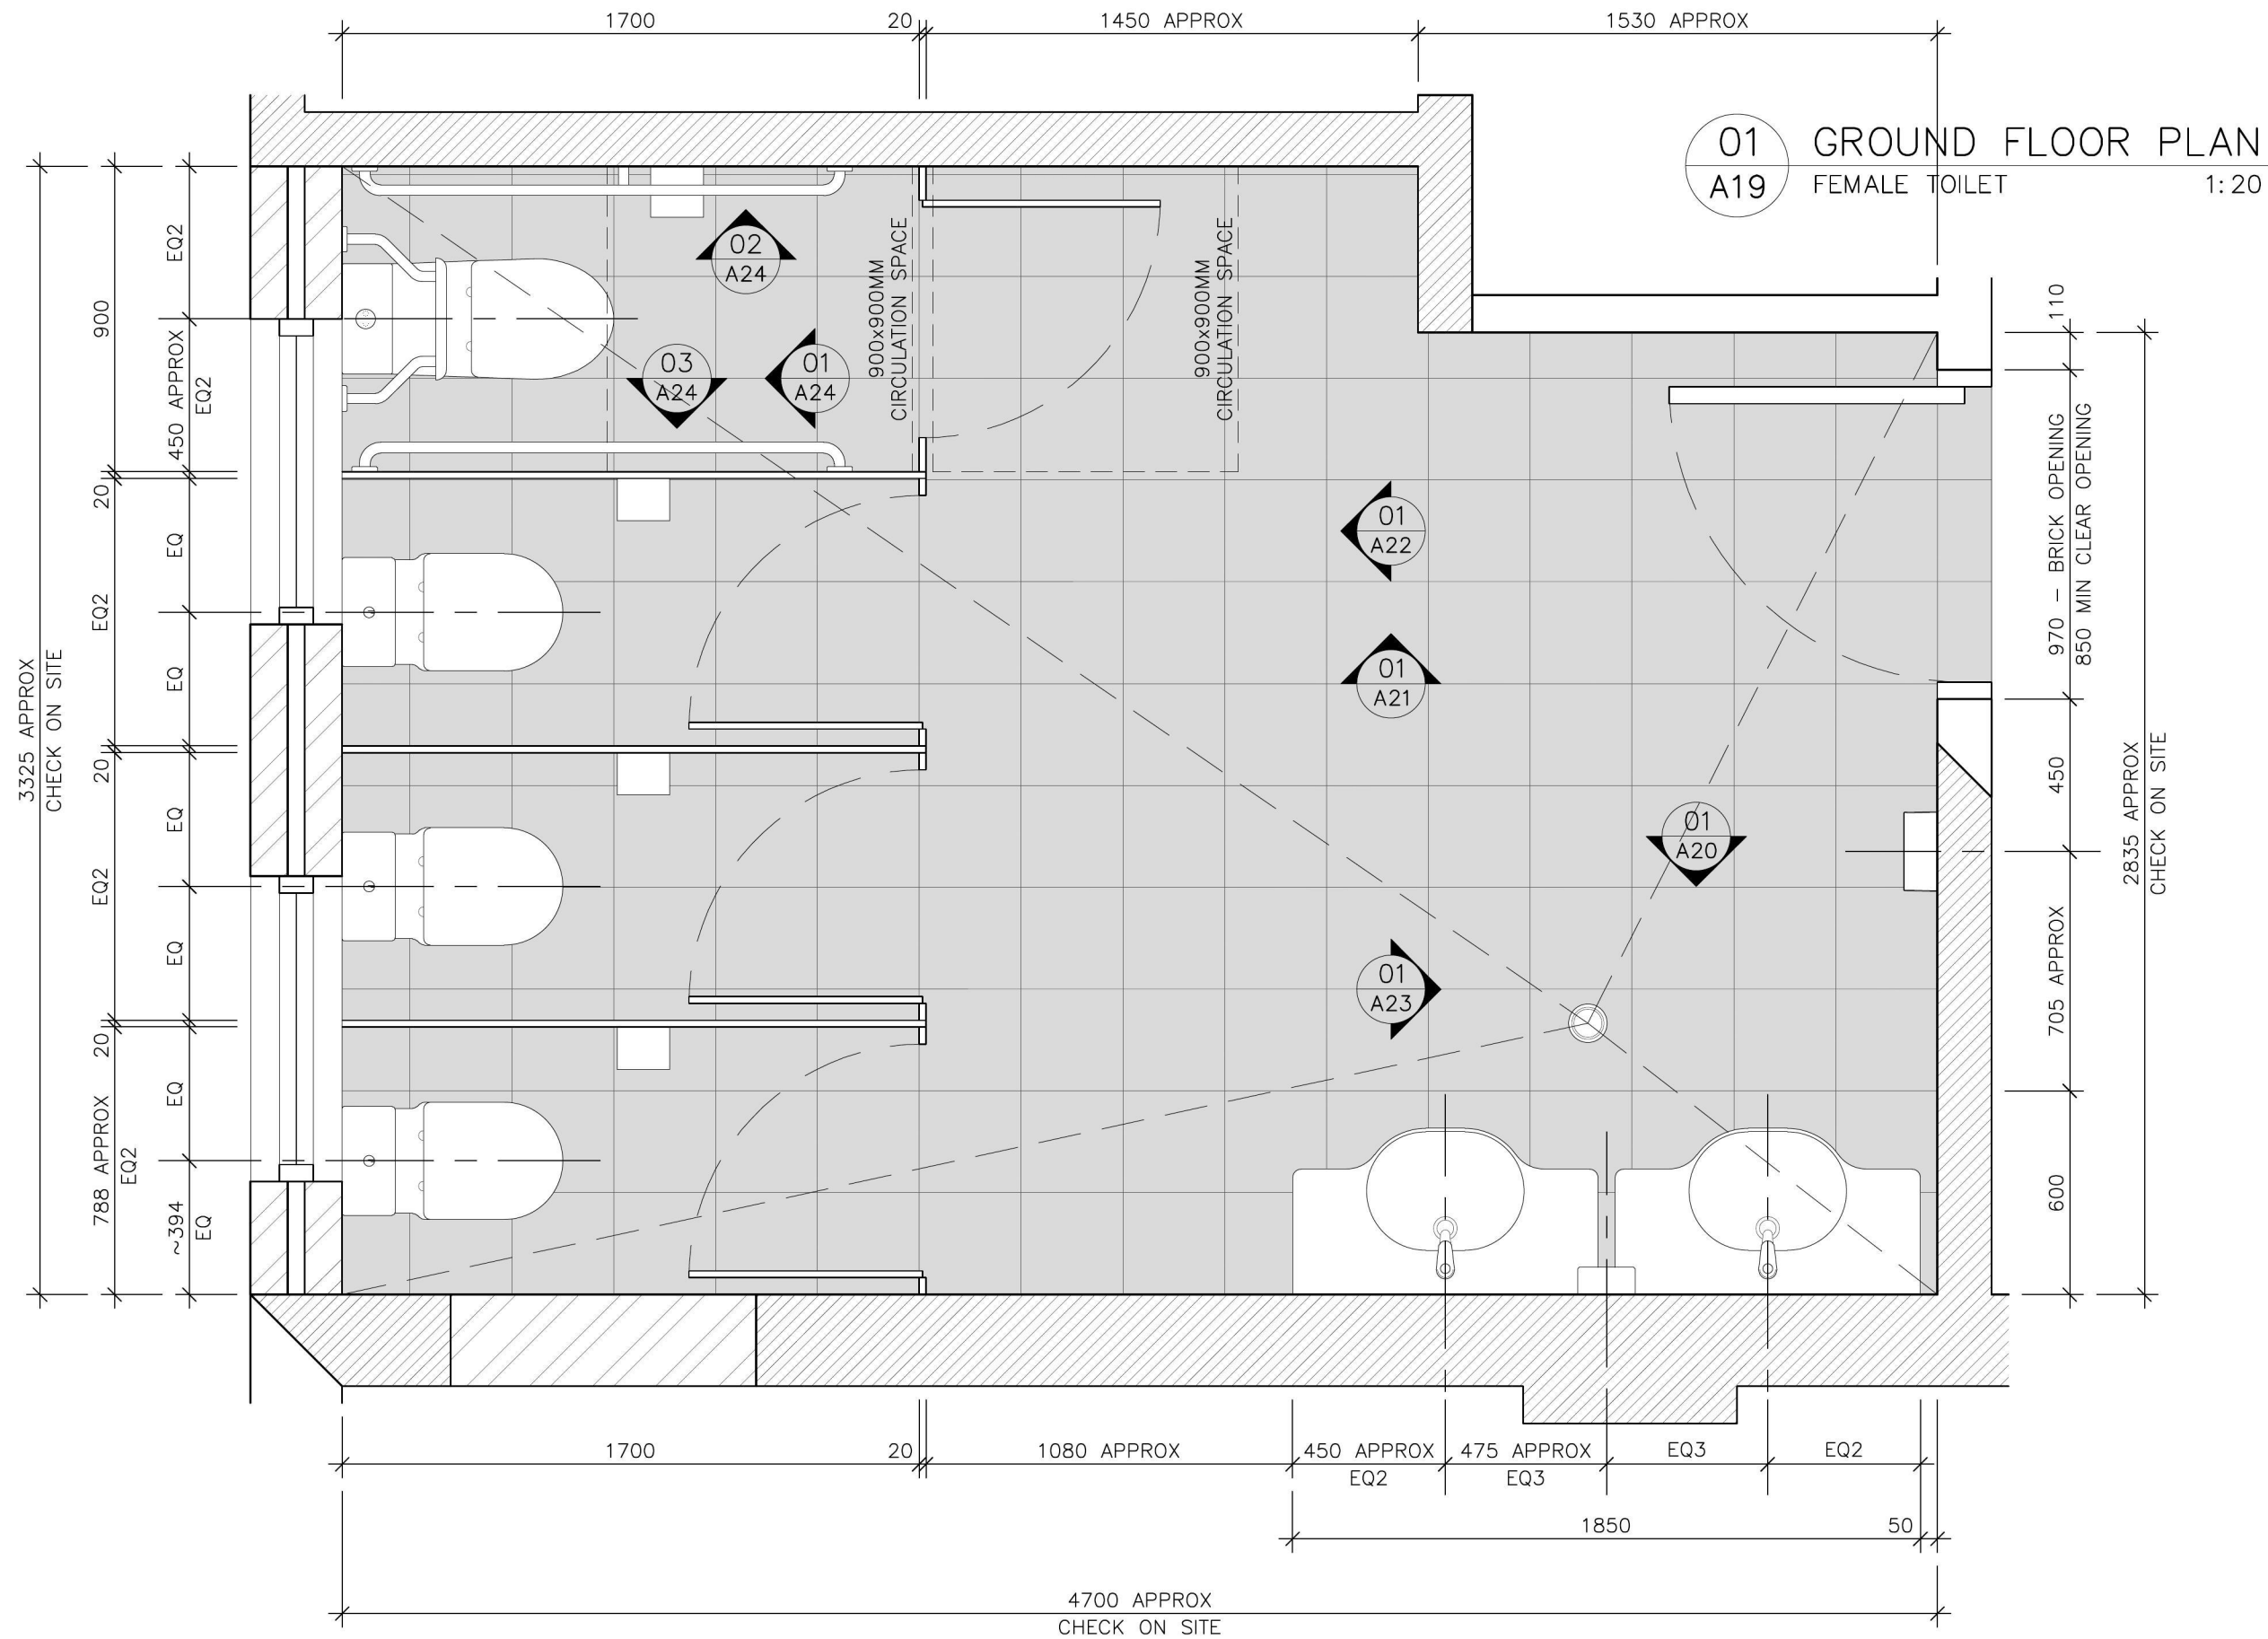 1700
20
1450 APPROX
1530 APPROX
01
A19
GROUND FLOOR PLAN
FEMALE TOILET
1:20
3325 APPROX
CHECK ON SITE
900
20
EQ2
20
EQ2
20
788 APPROX
EQ2
EQ2
450 APPROX
EQ2
EQ
EQ
EQ
EQ
EQ
~394
EQ
02
A24
03
A24
01
A24
900x900MM
CIRCULATION SPACE
900x900MM
CIRCULATION SPACE
01
A22
01
A21
01
A20
01
A23
110
970 - BRICK OPENING
850 MIN CLEAR OPENING
450
705 APPROX
600
2835 APPROX
CHECK ON SITE
1700
20
1080 APPROX
450 APPROX
EQ2
475 APPROX
EQ3
EQ3
EQ2
1850
50
4700 APPROX
CHECK ON SITE